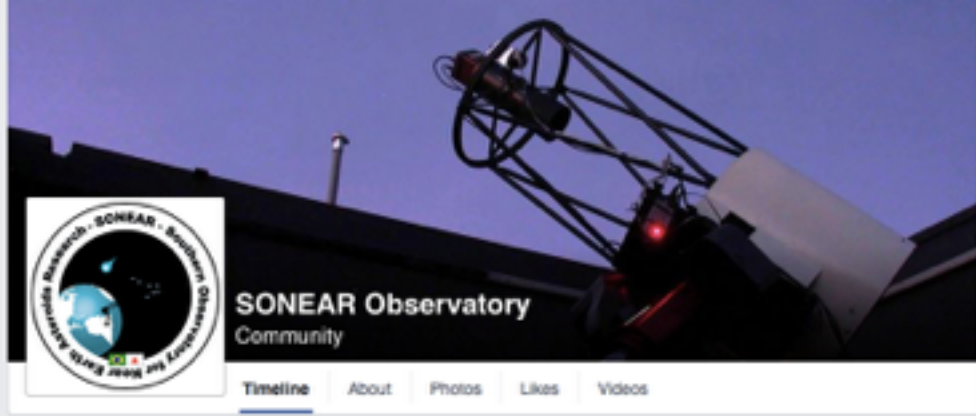 SONEAR - Southern Observatory for Near Earth Asteroids Research -
SONEAR Observatory
Community
Timeline
About
Photos
Likes
Videos